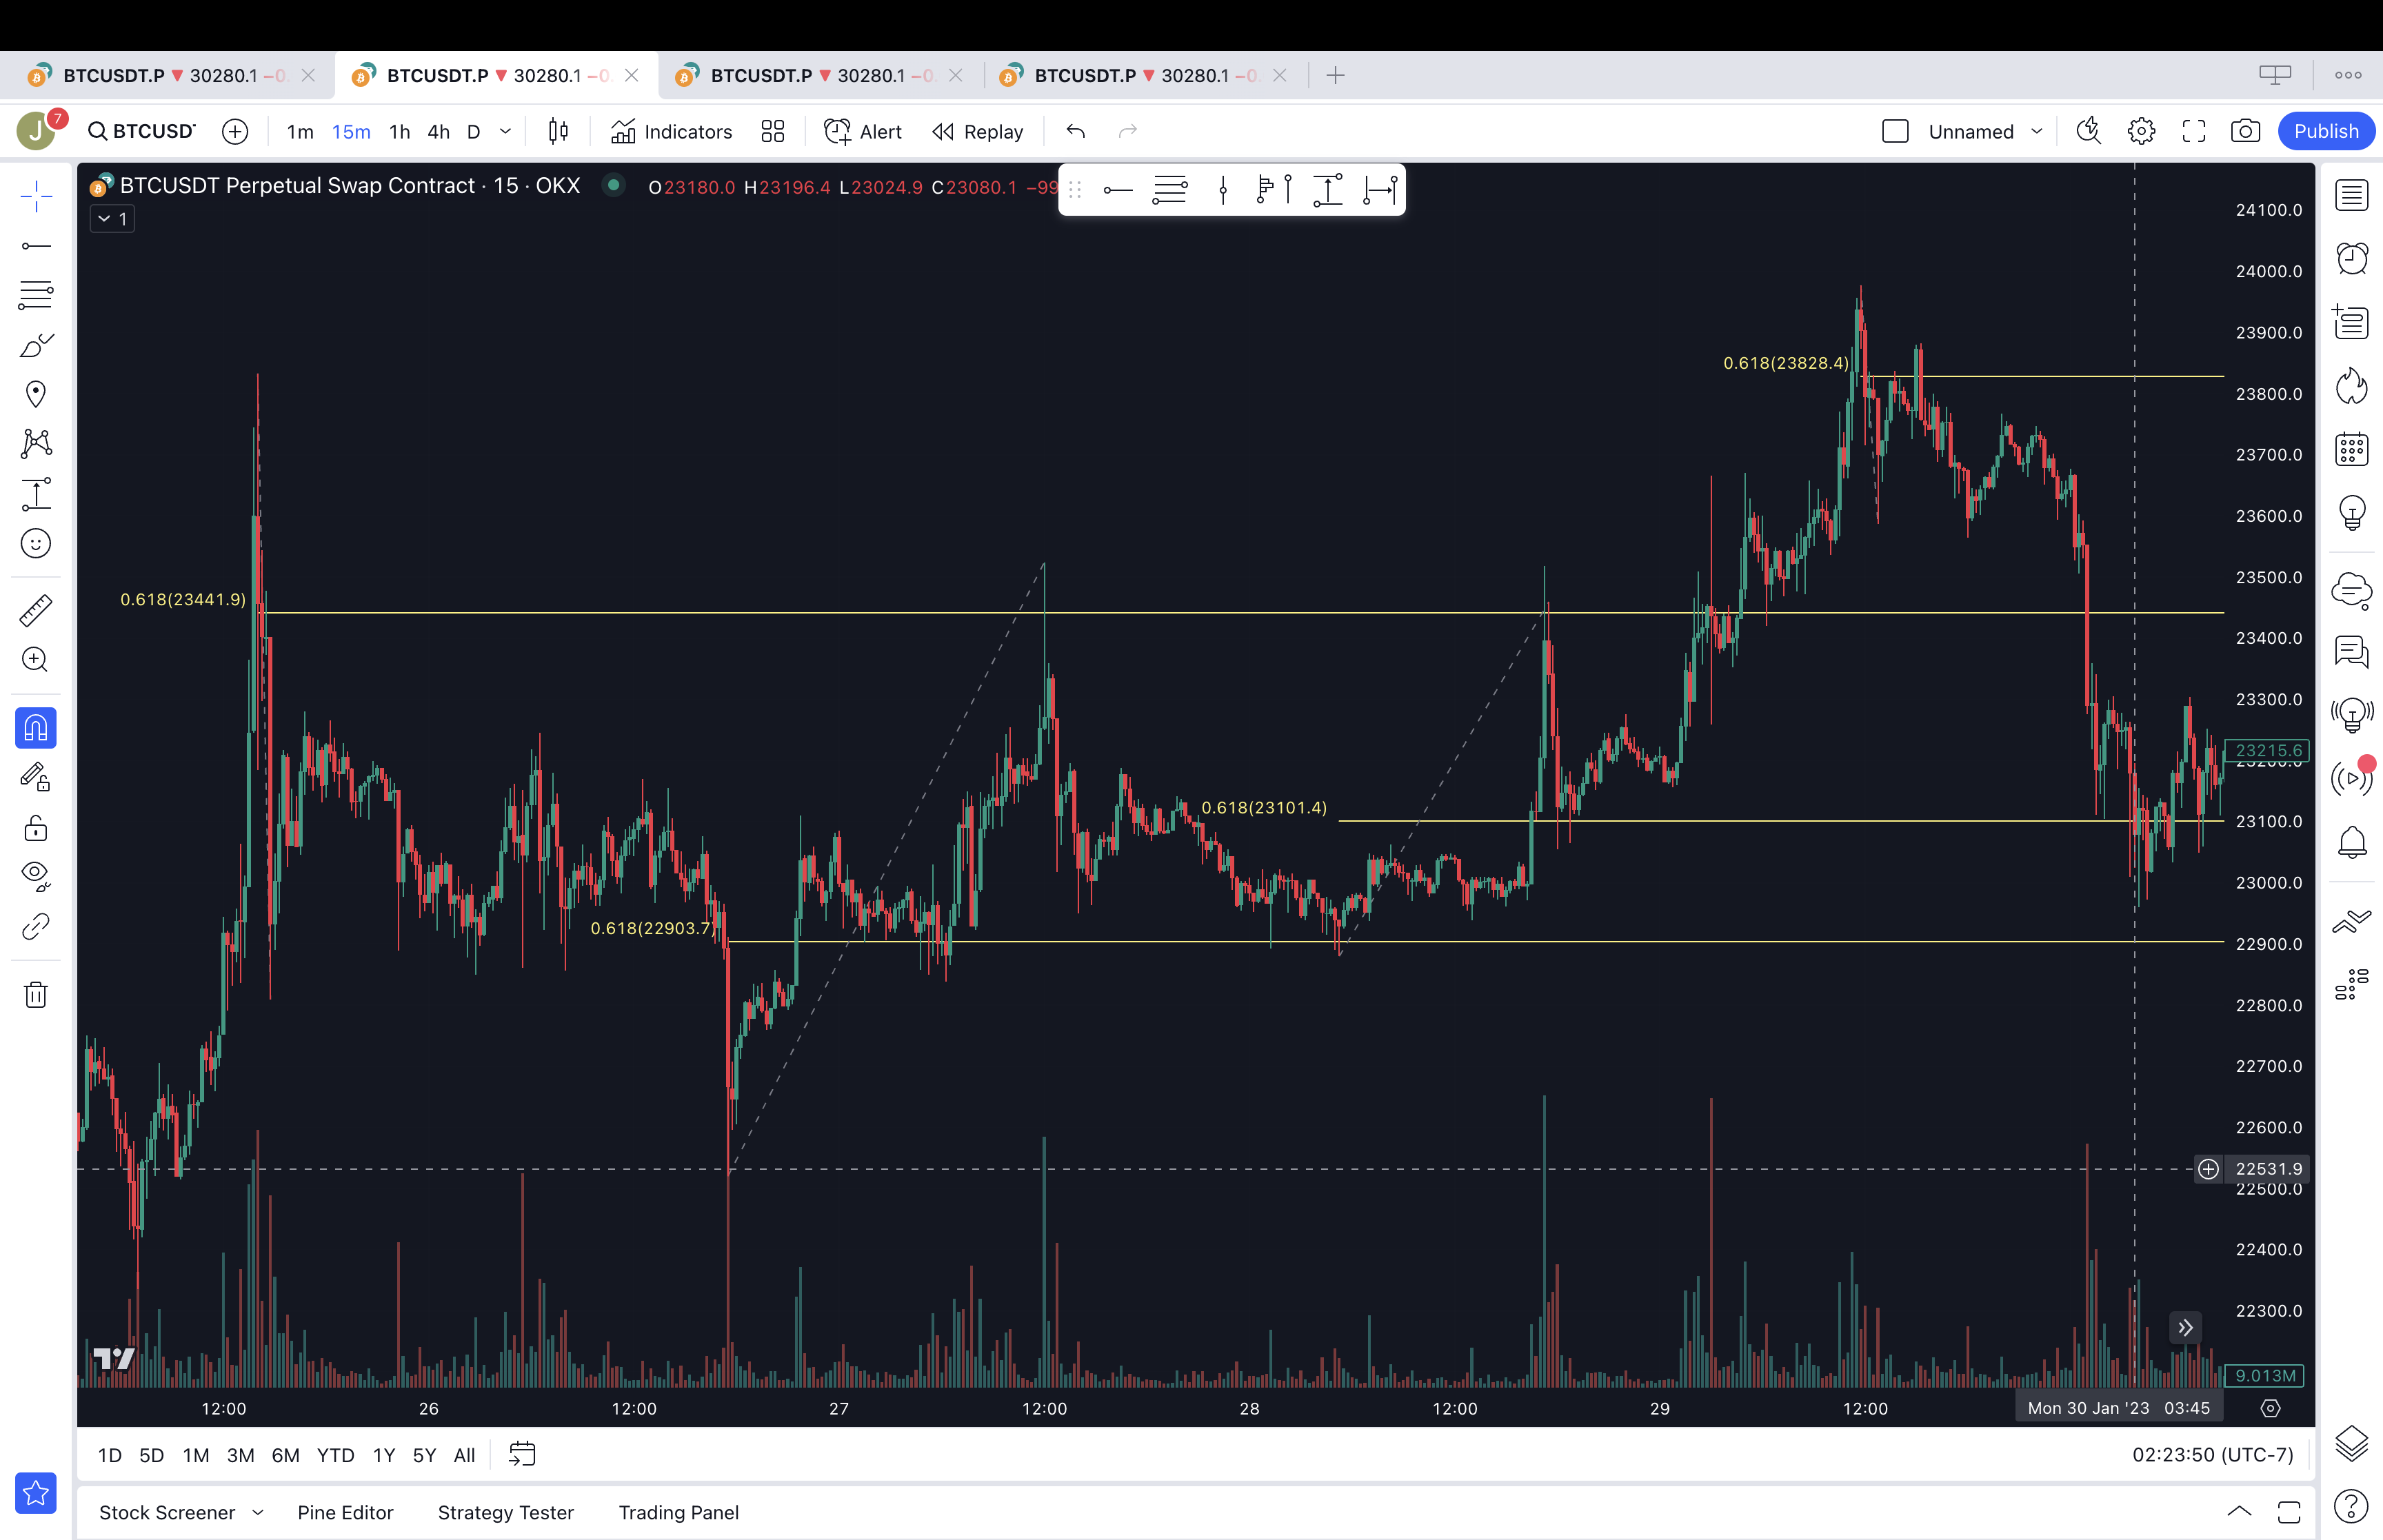 BTCUSDT.P ▼ 30280.1 −0.
BTCUSDT.P ▼ 30280.1 −0.
BTCUSDT.P ▼ 30280.1 −0.
BTCUSDT.P ▼ 30280.1 −0.
J 7 BTCUSD 1m 15m 1h 4h D Indicators Alert Replay Unnamed Publish
BTCUSDT Perpetual Swap Contract · 15 · OKX O23180.0 H23196.4 L23024.9 C23080.1 −99
1
24100.0
24000.0
23900.0
0.618(23828.4)
23800.0
23700.0
23600.0
23500.0
0.618(23441.9)
23400.0
23300.0
23215.6
23200.0
0.618(23101.4)
23100.0
23000.0
0.618(22903.7)
22900.0
22800.0
22700.0
22600.0
22531.9
22500.0
22400.0
22300.0
9.013M
12:00 26 12:00 27 12:00 28 12:00 29 12:00 Mon 30 Jan '23 03:45
1D 5D 1M 3M 6M YTD 1Y 5Y All 02:23:50 (UTC-7)
Stock Screener Pine Editor Strategy Tester Trading Panel